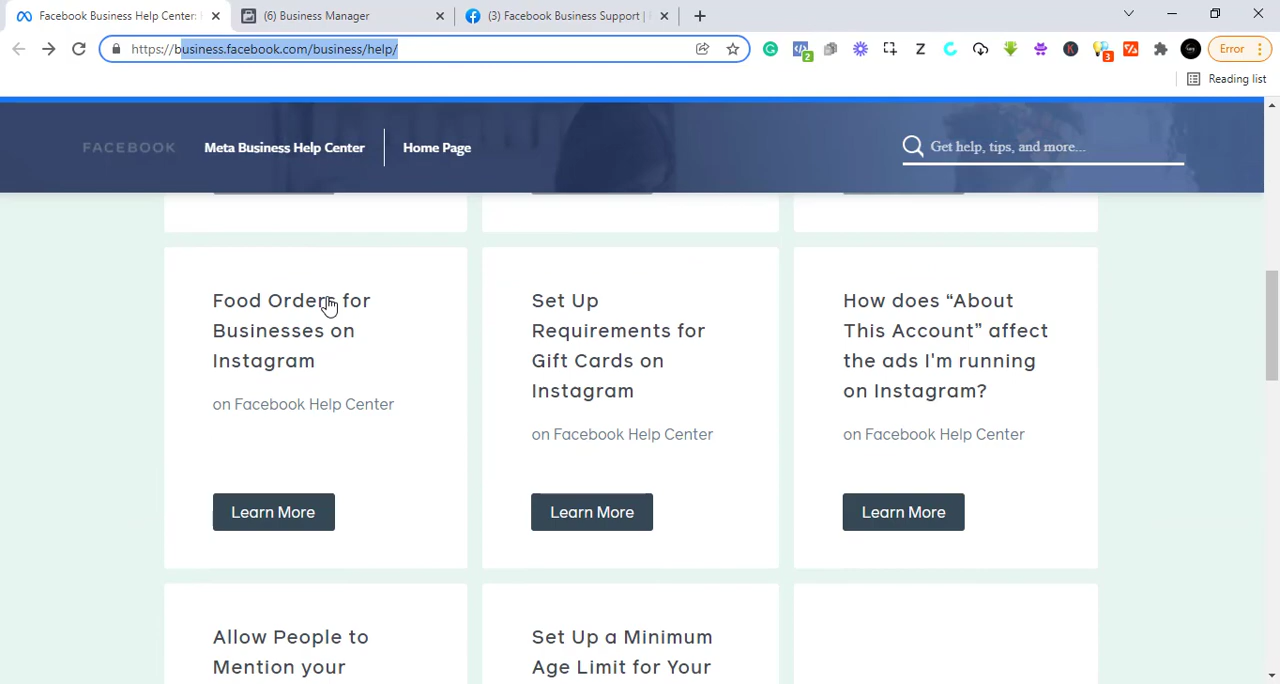 Facebook Business Help Center:
(6) Business Manager
(3) Facebook Business Support |
https://business.facebook.com/business/help/
2
Z
K
3
Error
Reading list
FACEBOOK
Meta Business Help Center
Home Page
Get help, tips, and more...
Food Orders for
Businesses on
Instagram
on Facebook Help Center
Learn More
Set Up
Requirements for
Gift Cards on
Instagram
on Facebook Help Center
Learn More
How does “About
This Account” affect
the ads I'm running
on Instagram?
on Facebook Help Center
Learn More
Allow People to
Mention your
Set Up a Minimum
Age Limit for Your